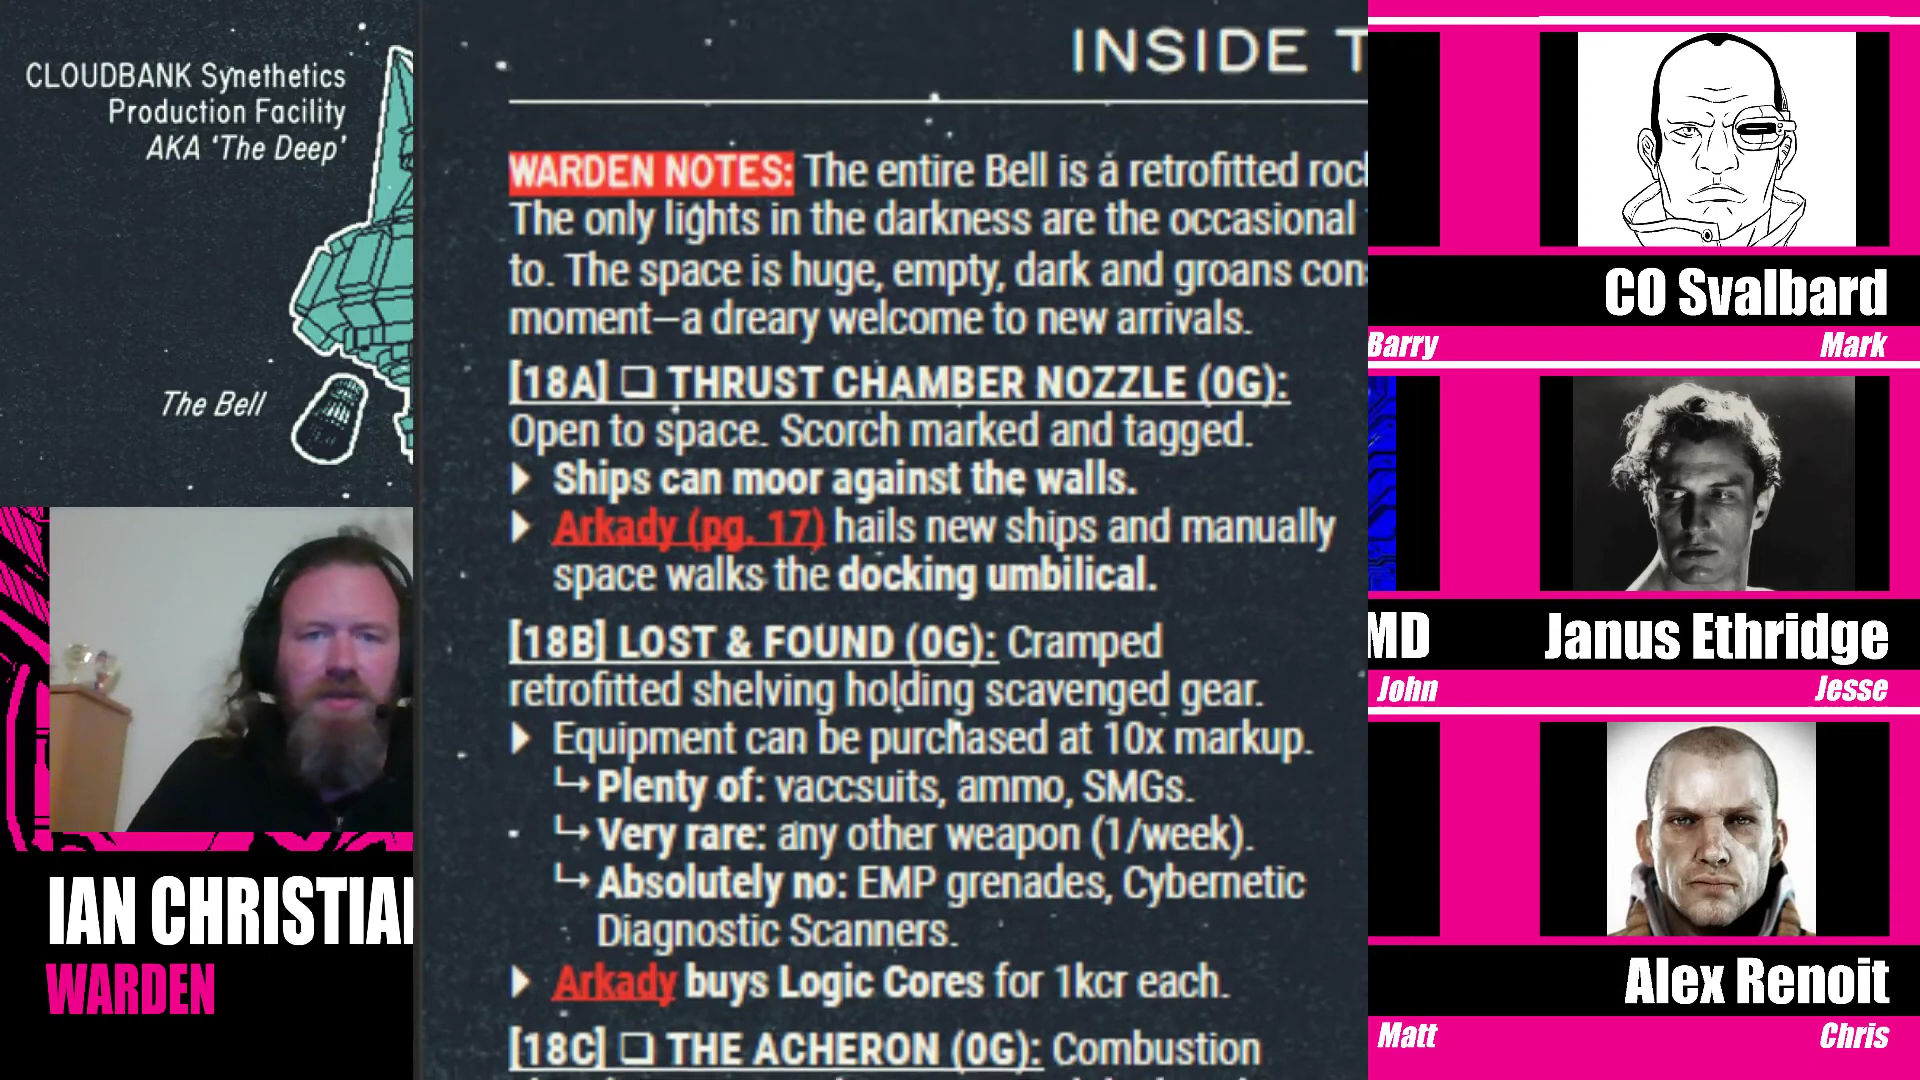 CLOUDBANK Synethetics
Production Facility
AKA ‘The Deep’
The Bell
IAN CHRISTIA
WARDEN
INSIDE T
WARDEN NOTES: The entire Bell is a retrofitted roc
The only lights in the darkness are the occasional
to. The space is huge, empty, dark and groans con
moment—a dreary welcome to new arrivals.
[18A] ❏ THRUST CHAMBER NOZZLE (0G):
Open to space. Scorch marked and tagged.
Ships can moor against the walls.
Arkady (pg. 17) hails new ships and manually
space walks the docking umbilical.
[18B] LOST & FOUND (0G): Cramped
retrofitted shelving holding scavenged gear.
Equipment can be purchased at 10x markup.
Plenty of: vaccsuits, ammo, SMGs.
Very rare: any other weapon (1/week).
Absolutely no: EMP grenades, Cybernetic
Diagnostic Scanners.
Arkady buys Logic Cores for 1kcr each.
[18C] ❏ THE ACHERON (0G): Combustion
CO Svalbard
Barry Mark
MD Janus Ethridge
John Jesse
Alex Renoit
Matt Chris